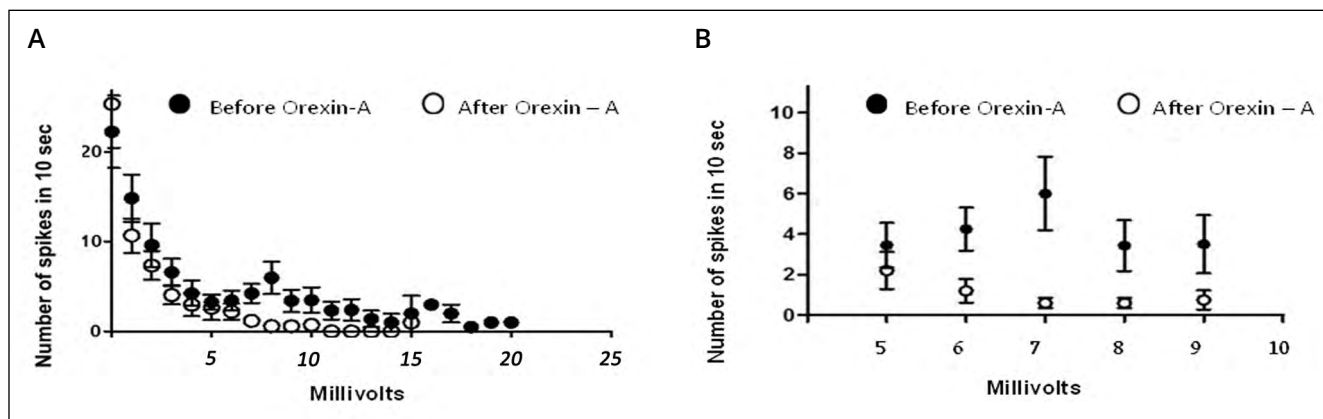 A
Before Orexin-A
After Orexin – A
Number of spikes in 10 sec
20
10
0
5
10
15
20
25
Millivolts
B
Before Orexin-A
After Orexin – A
Number of spikes in 10 sec
10
8
6
4
2
0
5
6
7
8
9
10
Millivolts